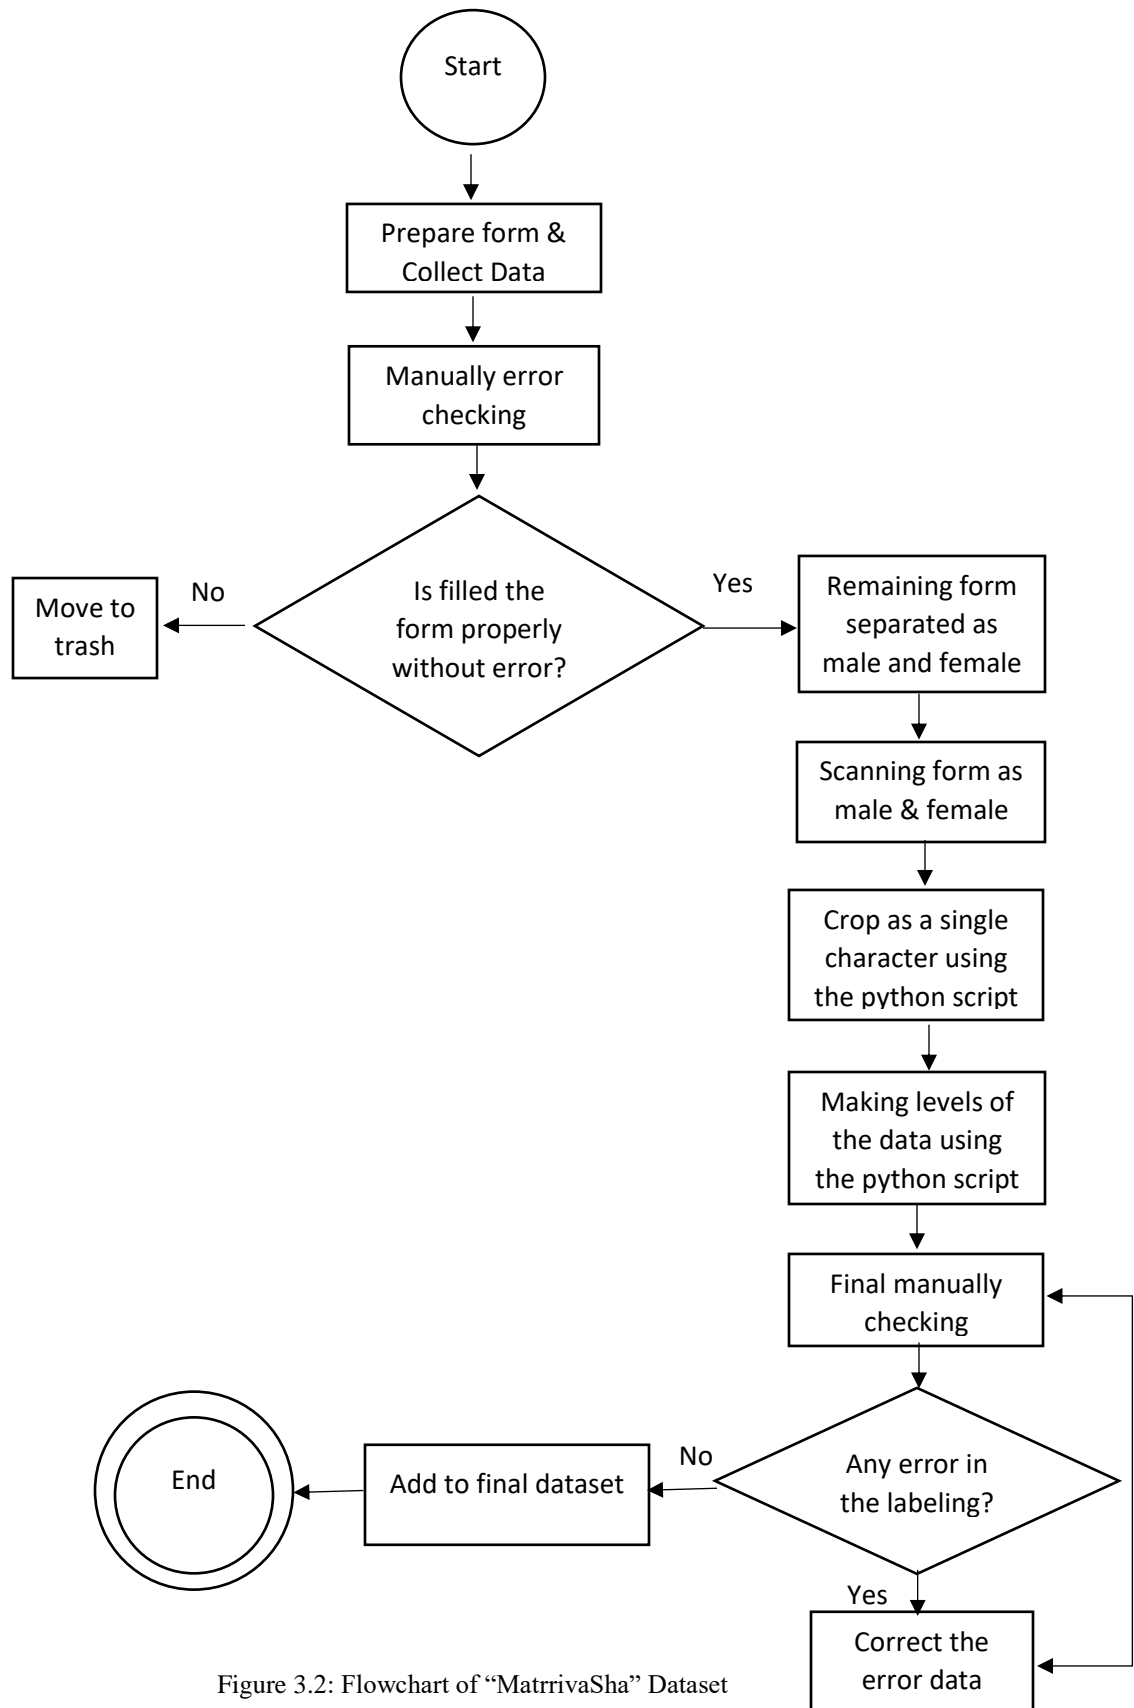 Start
Prepare form &
Collect Data
Manually error
checking
Is filled the
form properly
without error?
No
Move to
trash
Yes
Remaining form
separated as
male and female
Scanning form as
male & female
Crop as a single
character using
the python script
Making levels of
the data using
the python script
Final manually
checking
Any error in
the labeling?
No
Add to final dataset
End
Yes
Correct the
error data
Figure 3.2: Flowchart of “MatrrivaSha” Dataset